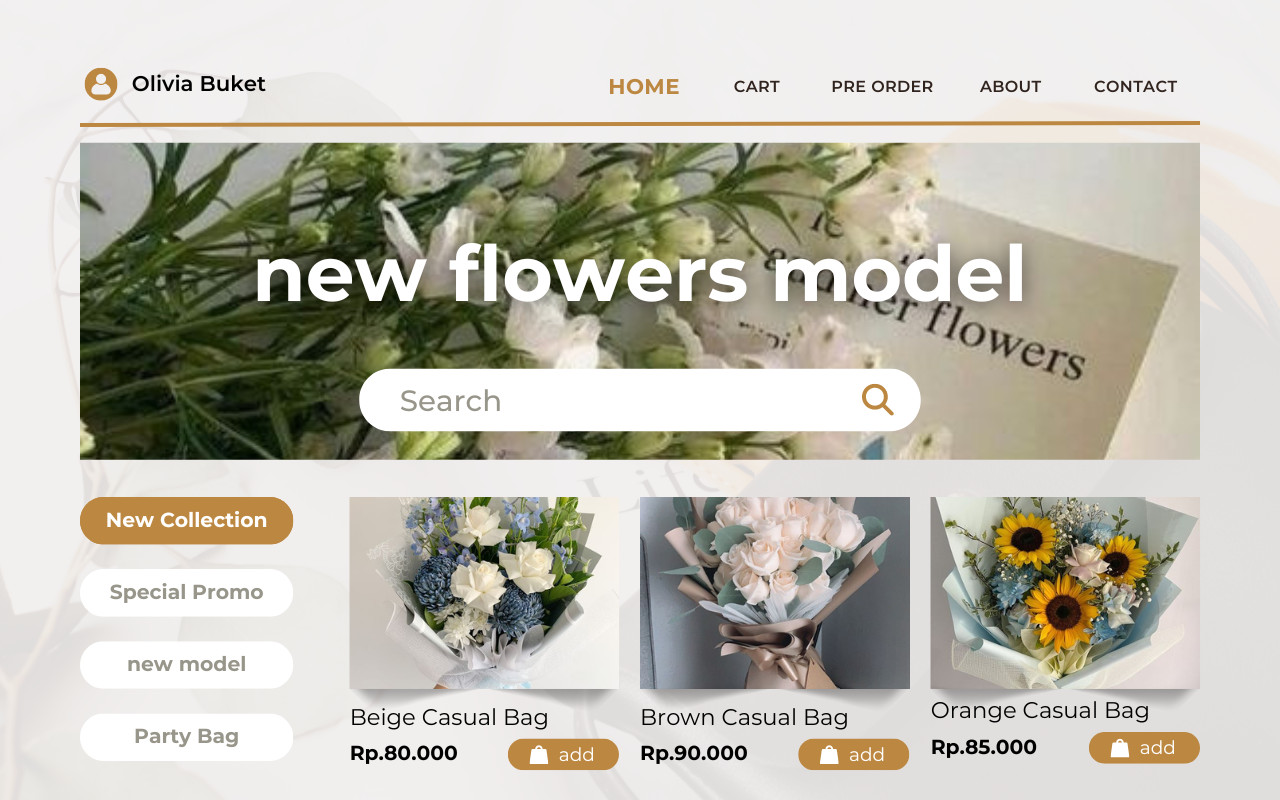 Olivia Buket
HOME CART PRE ORDER ABOUT CONTACT
new flowers model
flowers
Search
Life
New Collection
Special Promo
new model
Party Bag
Beige Casual Bag
Rp.80.000
add
Brown Casual Bag
Rp.90.000
add
Orange Casual Bag
Rp.85.000
add